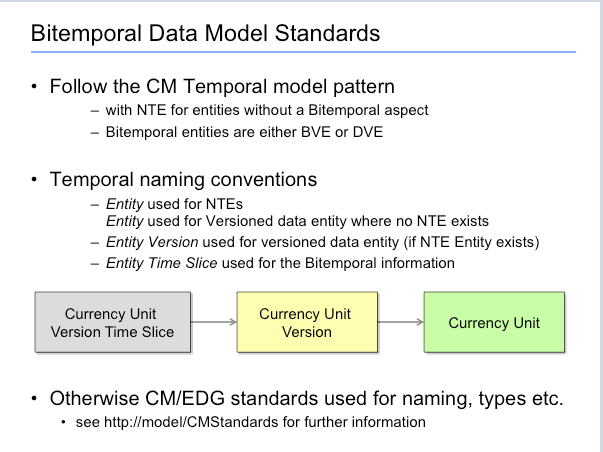 Bitemporal Data Model Standards
• Follow the CM Temporal model pattern
– with NTE for entities without a Bitemporal aspect
– Bitemporal entities are either BVE or DVE
• Temporal naming conventions
– Entity used for NTEs
Entity used for Versioned data entity where no NTE exists
– Entity Version used for versioned data entity (if NTE Entity exists)
– Entity Time Slice used for the Bitemporal information
Currency Unit
Version Time Slice
Currency Unit
Version
Currency Unit
• Otherwise CM/EDG standards used for naming, types etc.
• see http://model/CMStandards for further information